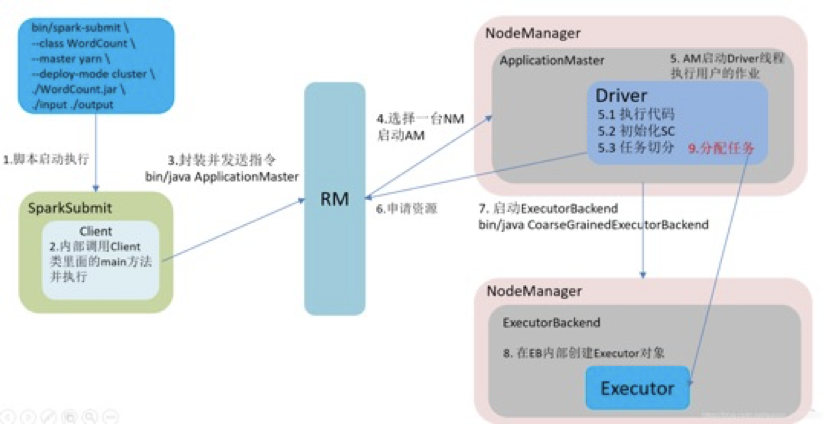 bin/spark-submit \
--class WordCount \
--master yarn \
--deploy-mode cluster \
./WordCount.jar \
./input ./output
1.脚本启动执行
SparkSubmit
Client
2.内部调用Client
类里面的main方法
并执行
3.封装并发送指令
bin/java ApplicationMaster
RM
4.选择一台NM
启动AM
6.申请资源
NodeManager
ApplicationMaster
5. AM启动Driver线程
执行用户的作业
Driver
5.1 执行代码
5.2 初始化SC
5.3 任务切分
9.分配任务
7. 启动ExecutorBackend
bin/java CoarseGrainedExecutorBackend
NodeManager
ExecutorBackend
8. 在EB内部创建Executor对象
Executor